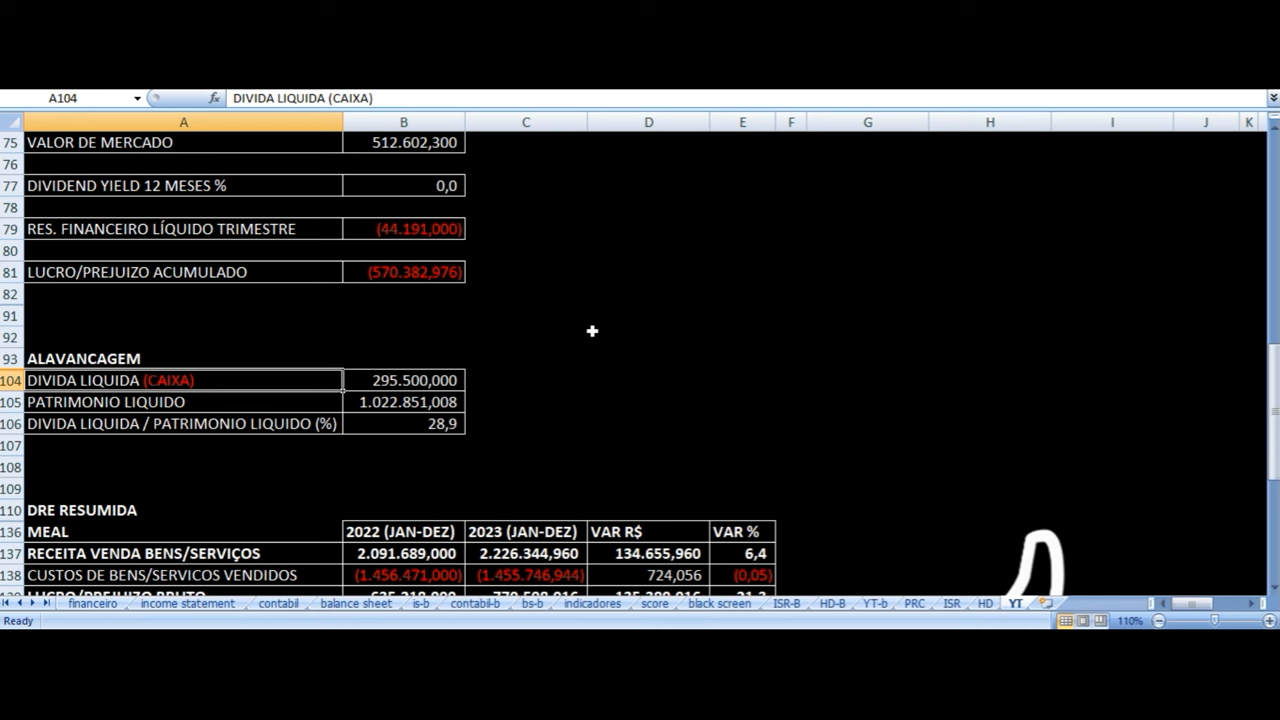 A104 fx DIVIDA LIQUIDA (CAIXA)
A B C D E F G H I J K
75 VALOR DE MERCADO 512.602,300
76
77 DIVIDEND YIELD 12 MESES % 0,0
78
79 RES. FINANCEIRO LÍQUIDO TRIMESTRE (44.191,000)
80
81 LUCRO/PREJUIZO ACUMULADO (570.382,976)
82
91
92
93 ALAVANCAGEM
104 DIVIDA LIQUIDA (CAIXA) 295.500,000
105 PATRIMONIO LIQUIDO 1.022.851,008
106 DIVIDA LIQUIDA / PATRIMONIO LIQUIDO (%) 28,9
107
108
109
110 DRE RESUMIDA
136 MEAL 2022 (JAN-DEZ) 2023 (JAN-DEZ) VAR R$ VAR %
137 RECEITA VENDA BENS/SERVIÇOS 2.091.689,000 2.226.344,960 134.655,960 6,4
138 CUSTOS DE BENS/SERVICOS VENDIDOS (1.456.471,000) (1.455.746,944) 724,056 (0,05)
LUCRO/PREJUIZO BRUTO
financeiro income statement contabil balance sheet is-b contabil-b bs-b indicadores score black screen ISR-B HD-B YT-b PRC ISR HD YT
Ready 110%